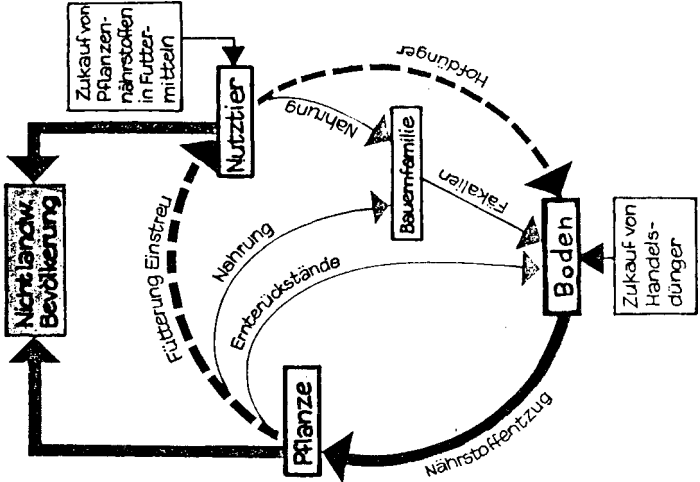 Zukauf von
Pflanzen-
nährstoffen
in Futter-
mitteln
Nichtlandw.
Bevölkerung
Nutztier
Hofdünger
Nahrung
Fütterung Einstreu
Bauernfamilie
Nahrung
Fäkalien
Ernterückstände
Boden
Zukauf von
Handels-
dünger
Pflanze
Nährstoffentzug